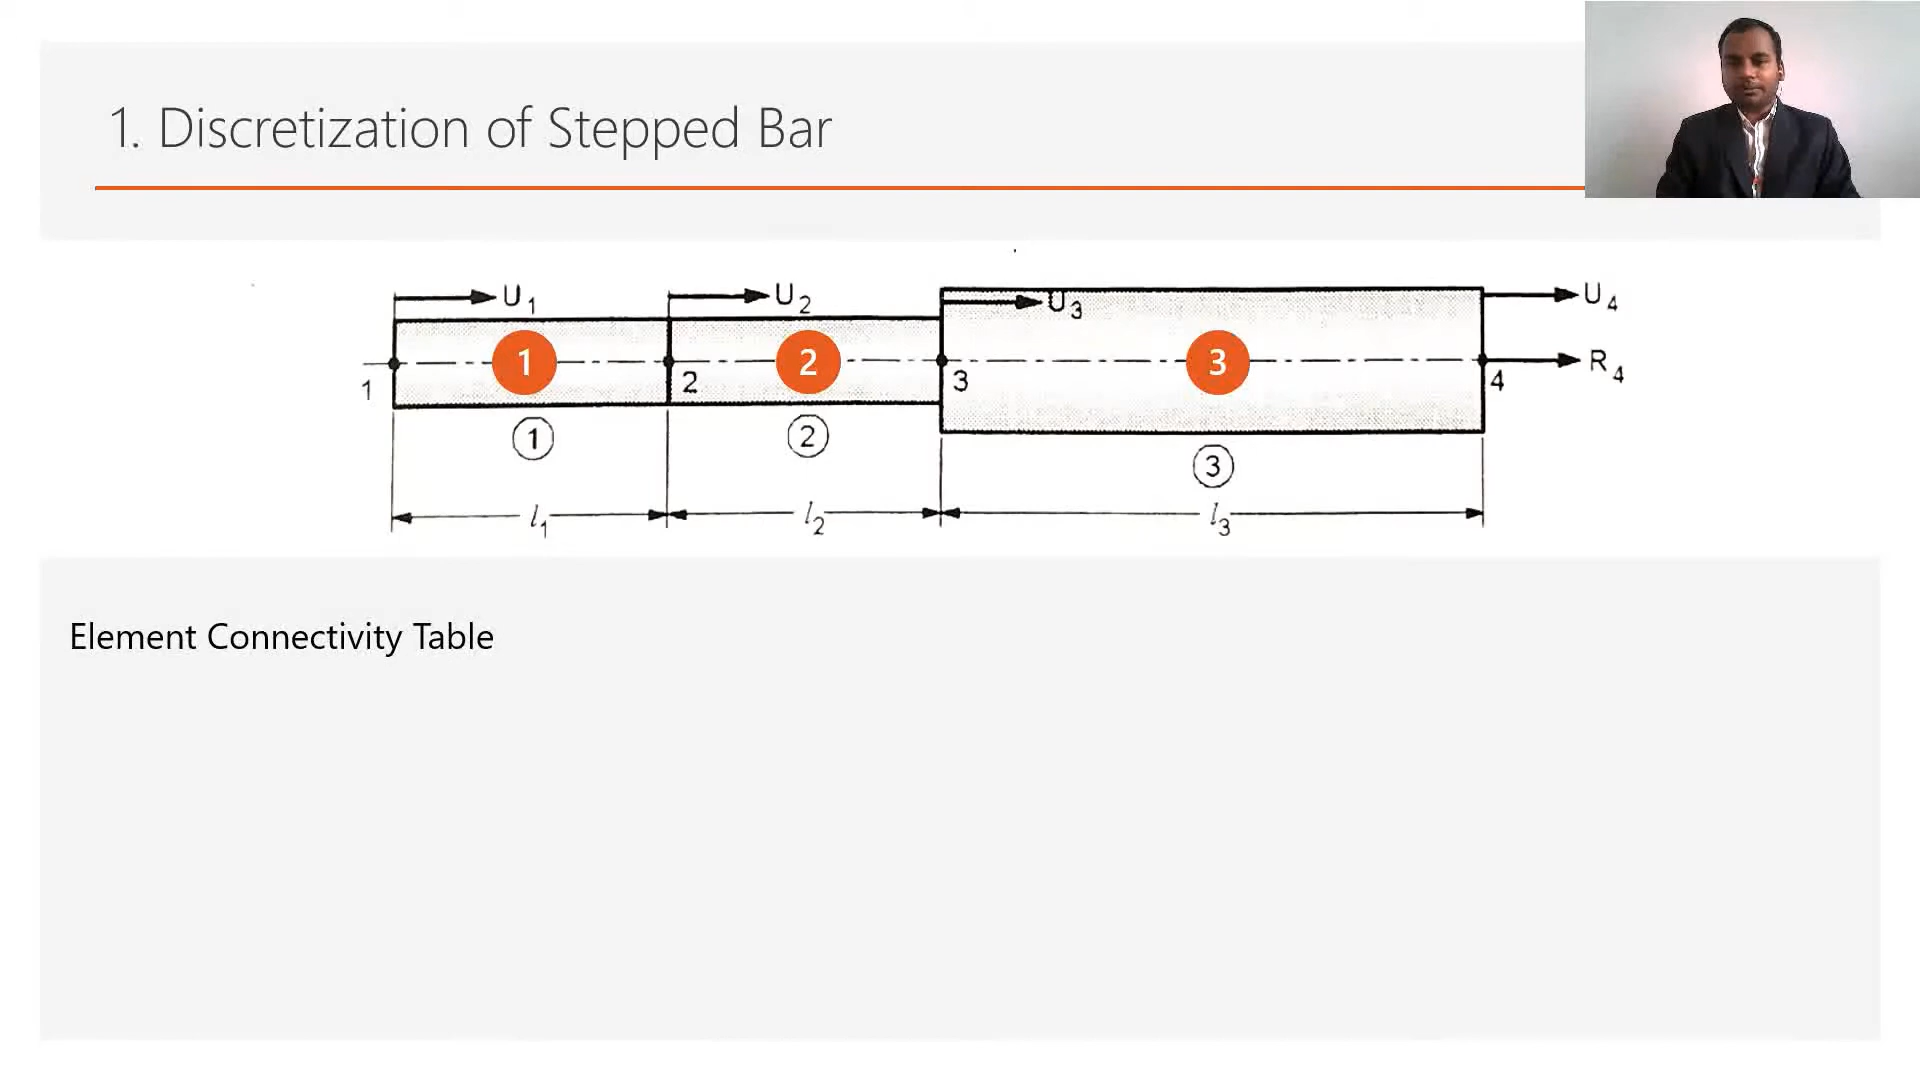 1. Discretization of Stepped Bar
U1 U2 U3 U4
1 2 3 R4
1 2 3 4
1 2 3
l1 l2 l3
Element Connectivity Table